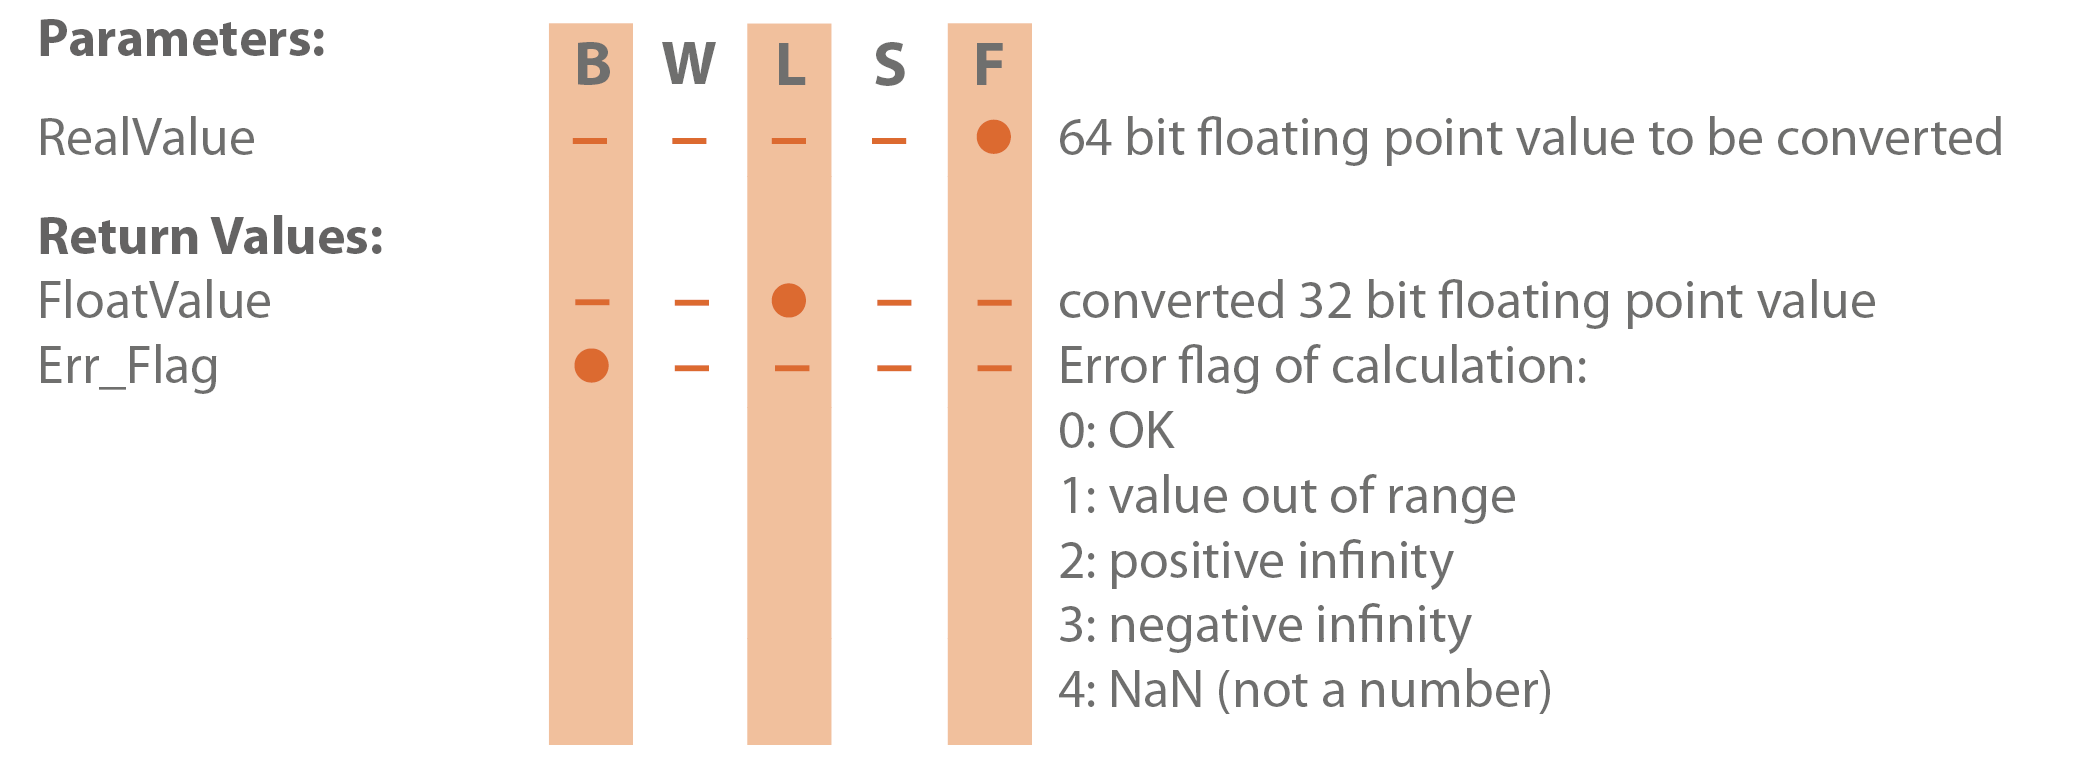 Parameters:
B W L S F
RealValue – – – – ● 64 bit floating point value to be converted
Return Values:
FloatValue – – ● – – converted 32 bit floating point value
Err_Flag ● – – – – Error flag of calculation:
0: OK
1: value out of range
2: positive infinity
3: negative infinity
4: NaN (not a number)